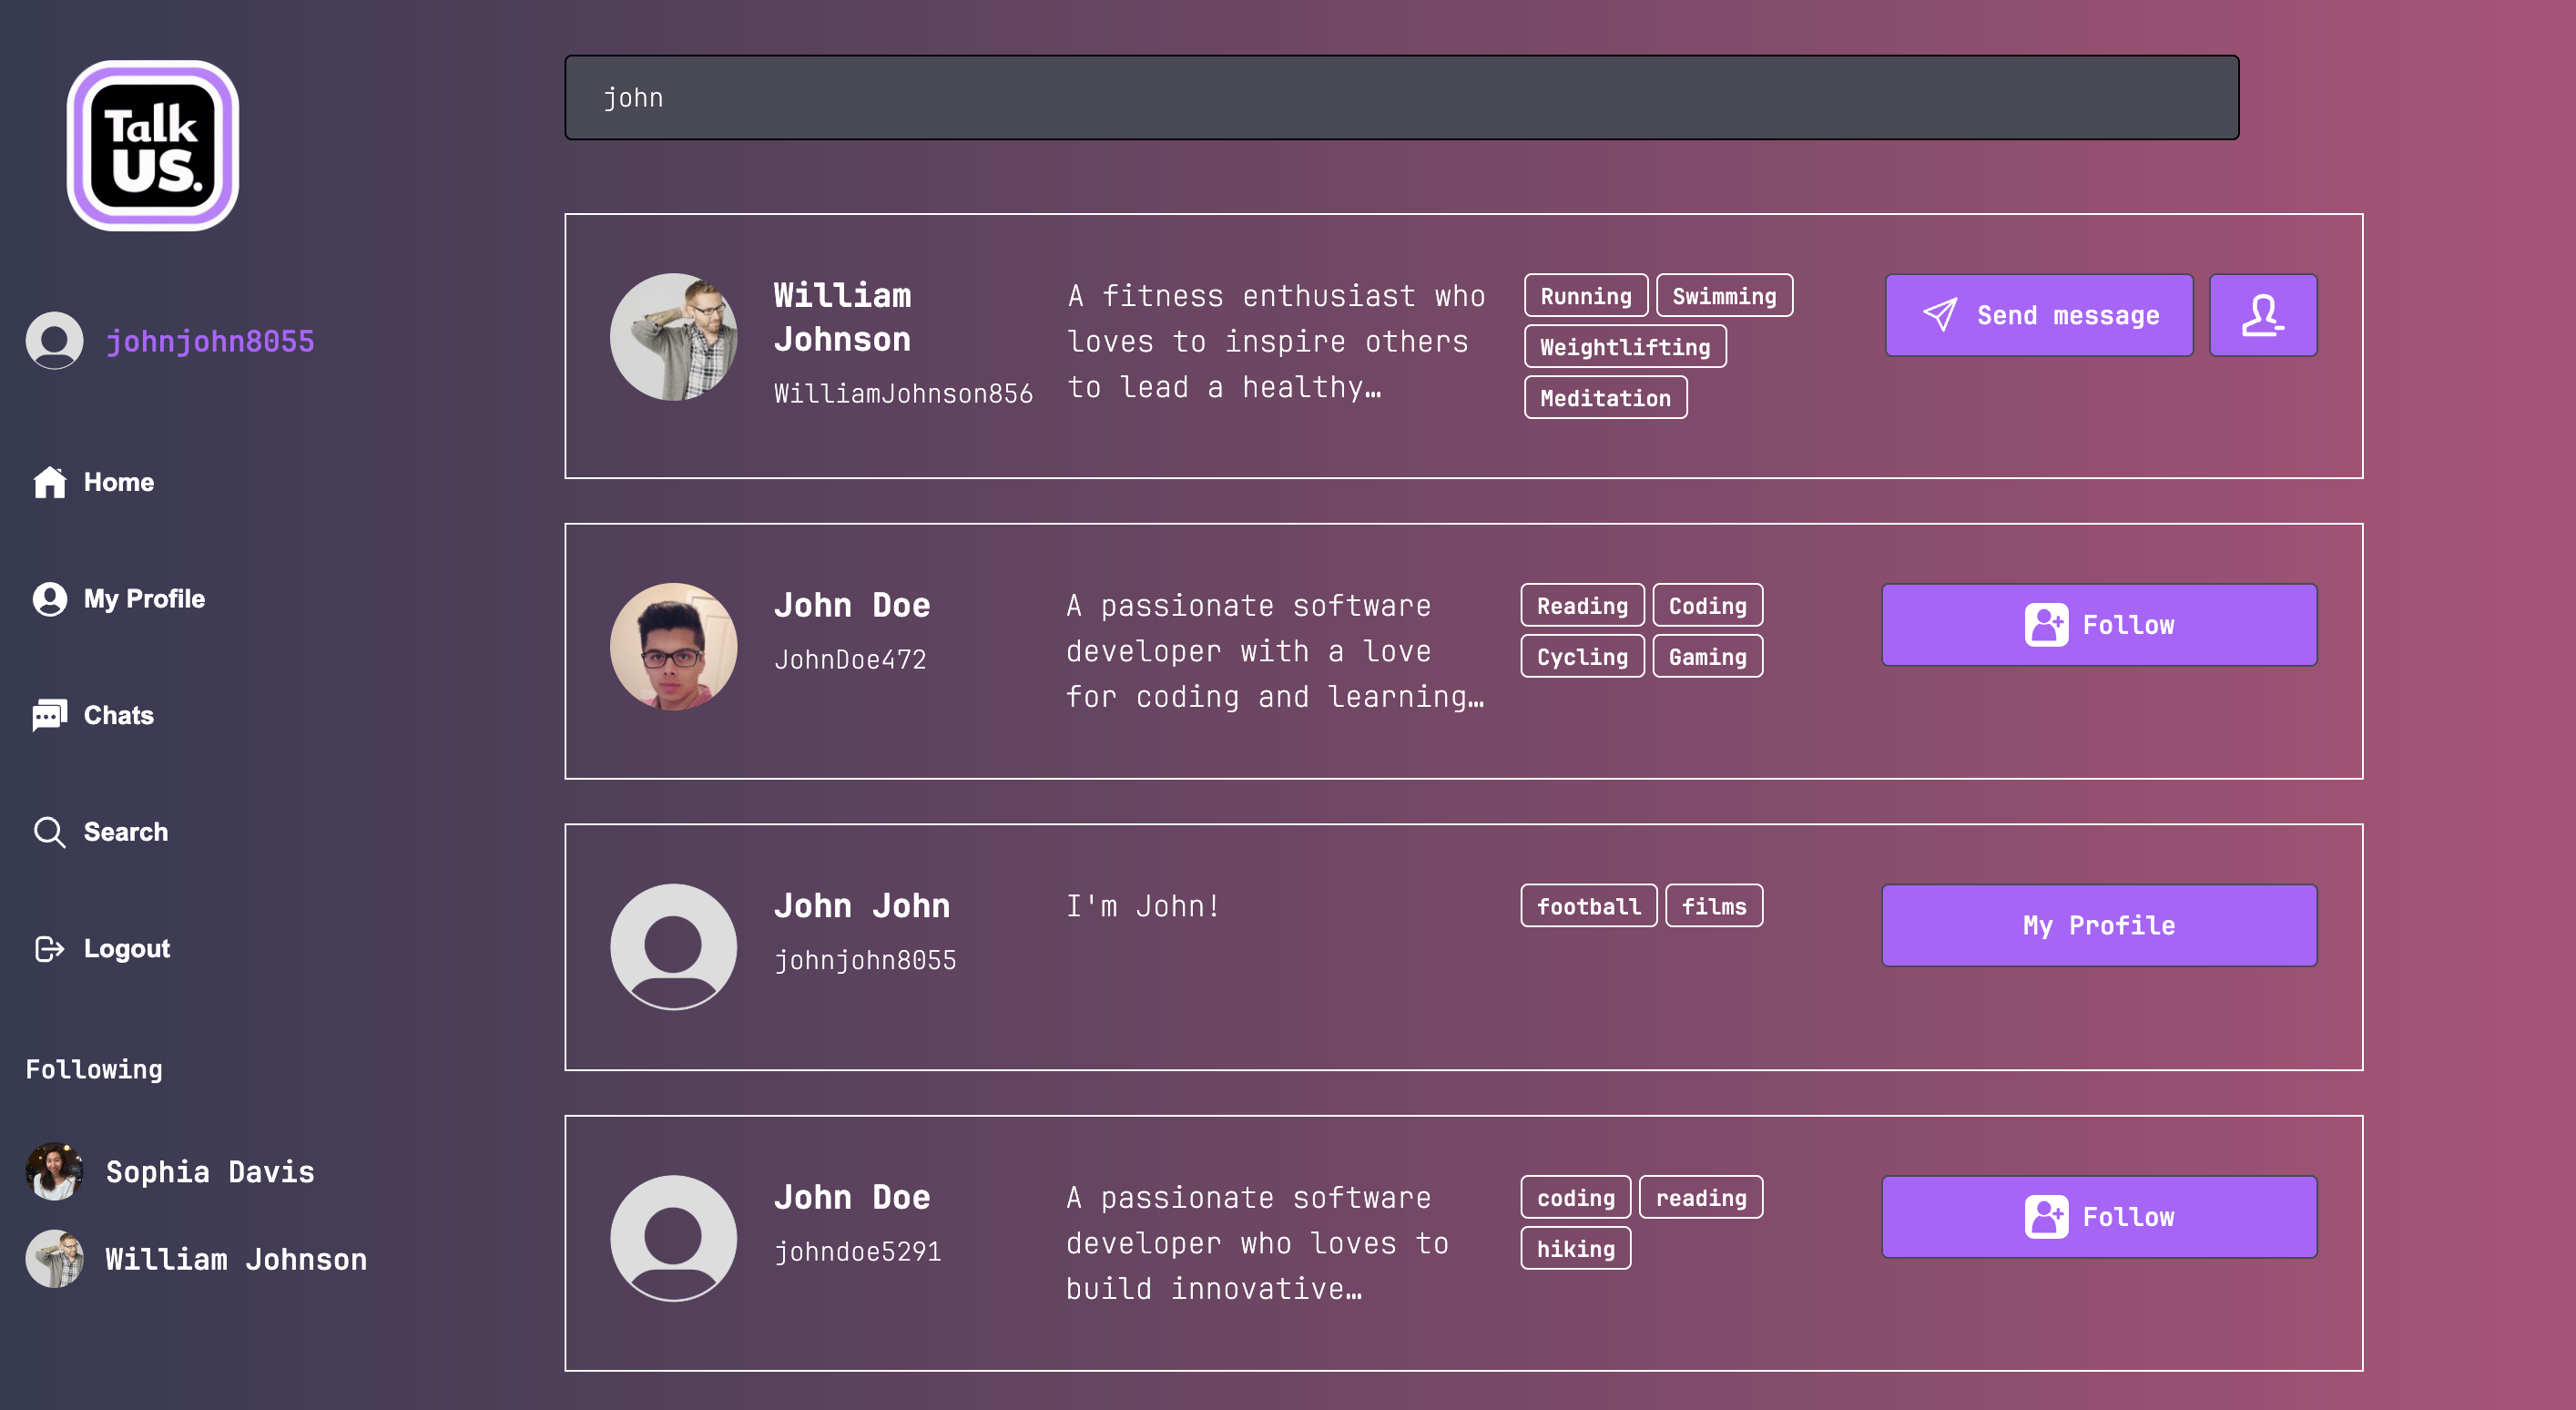 Talk
US.
johnjohn8055
Home
My Profile
Chats
Search
Logout
Following
Sophia Davis
William Johnson
john
William
Johnson
WilliamJohnson856
A fitness enthusiast who
loves to inspire others
to lead a healthy…
Running Swimming
Weightlifting
Meditation
Send message
John Doe
JohnDoe472
A passionate software
developer with a love
for coding and learning…
Reading Coding
Cycling Gaming
Follow
John John
johnjohn8055
I'm John!
football films
My Profile
John Doe
johndoe5291
A passionate software
developer who loves to
build innovative…
coding reading
hiking
Follow